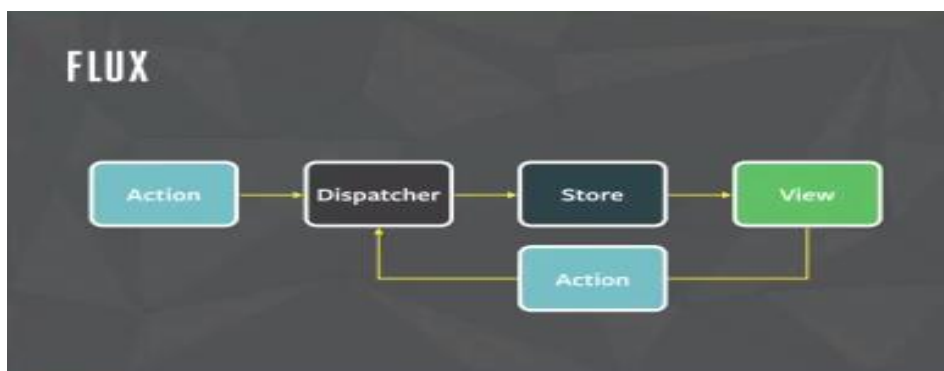 FLUX
Action
Dispatcher
Store
View
Action